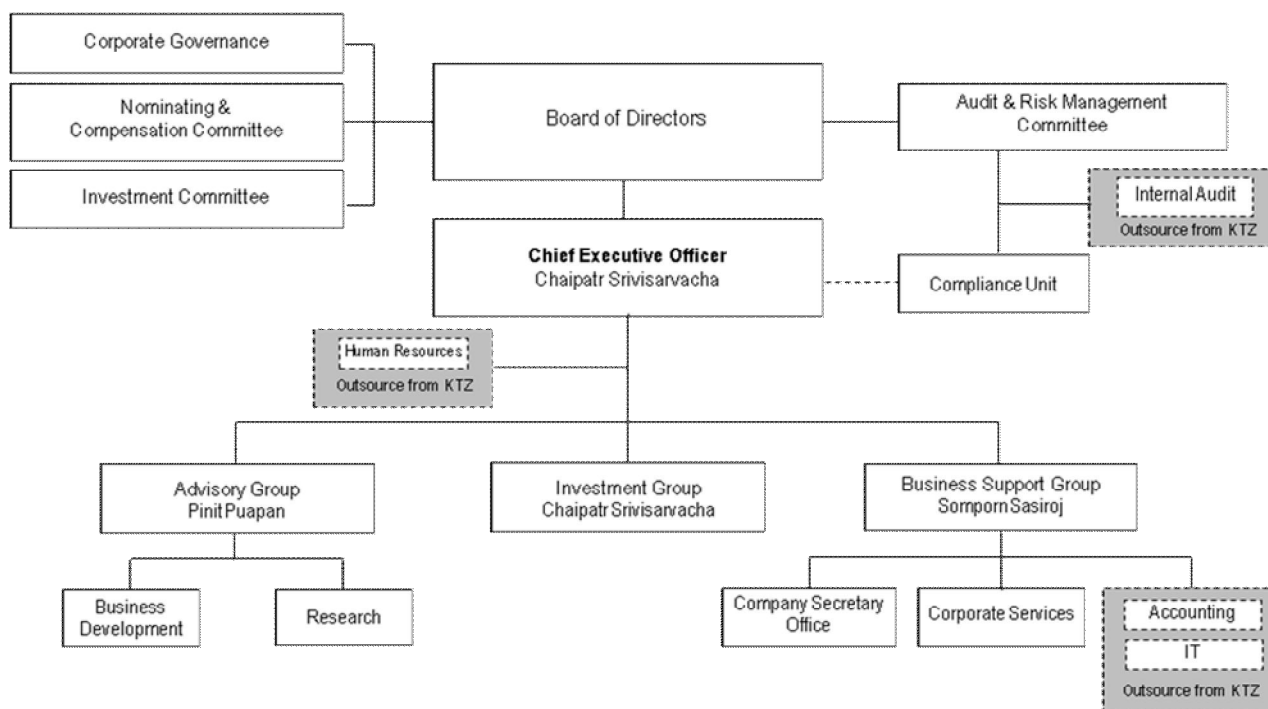 Corporate Governance
Nominating &
Compensation Committee
Investment Committee
Board of Directors
Audit & Risk Management
Committee
Internal Audit
Outsource from KTZ
Chief Executive Officer
Chaipatr Srivisarvacha
Compliance Unit
Human Resources
Outsource from KTZ
Advisory Group
Pinit Puapan
Investment Group
Chaipatr Srivisarvacha
Business Support Group
Somporn Sasiroj
Business
Development
Research
Company Secretary
Office
Corporate Services
Accounting
IT
Outsource from KTZ